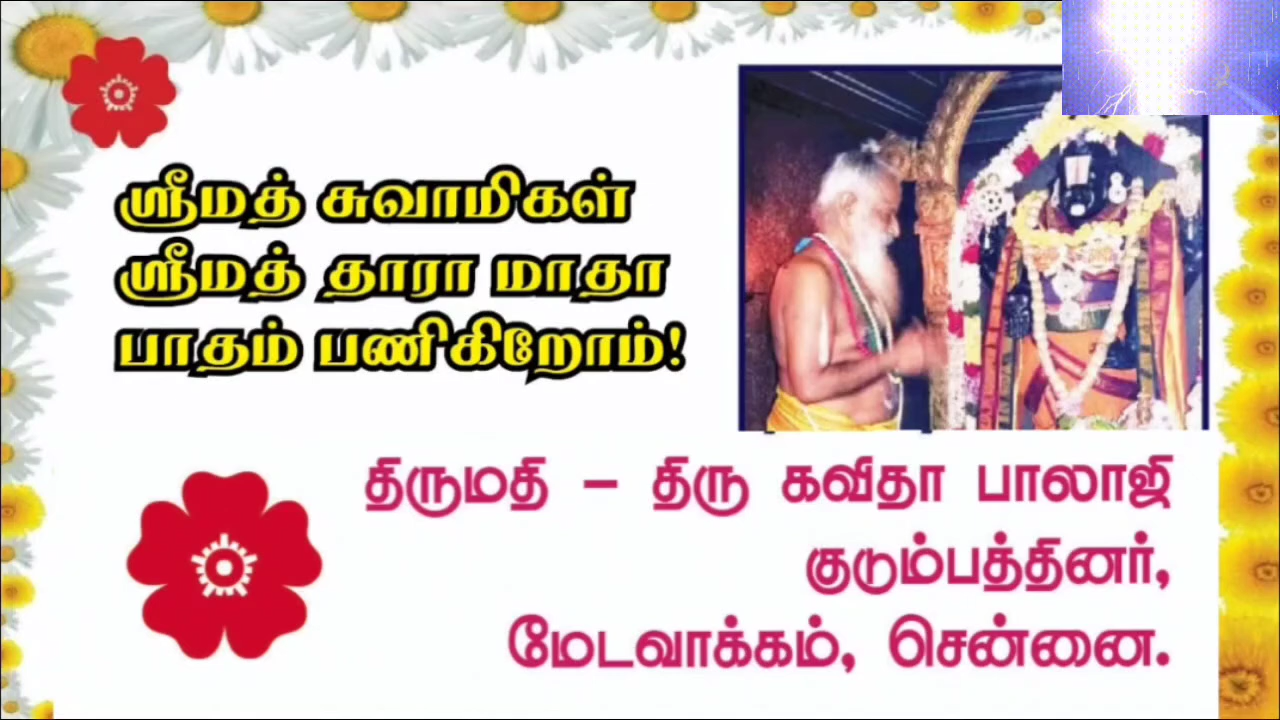 ஸ்ரீமத் சுவாமிகள்
ஸ்ரீமத் தாரா மாதா
பாதம் பணிகிறோம்!
திருமதி – திரு கவிதா பாலாஜி
குடும்பத்தினர்,
மேடவாக்கம், சென்னை.